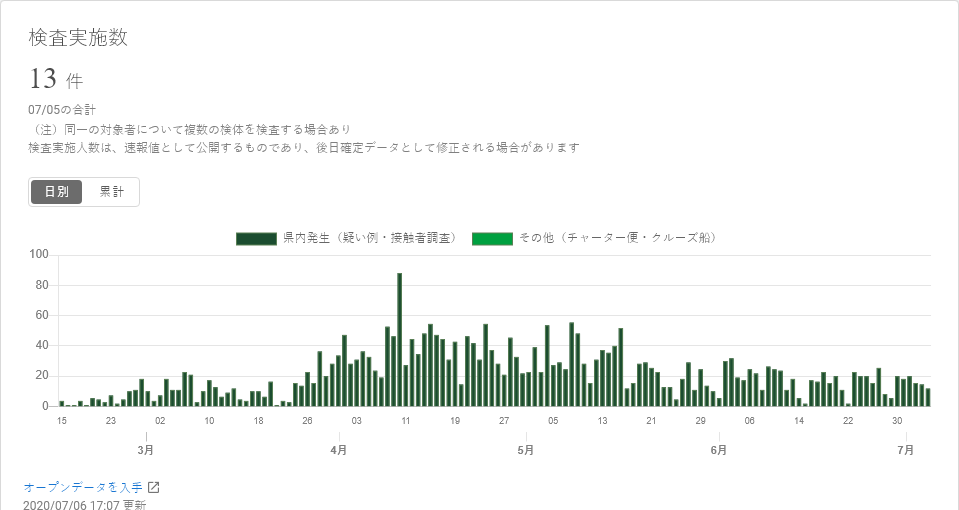 検査実施数
13 件
07/05の合計
（注）同一の対象者について複数の検体を検査する場合あり
検査実施人数は、速報値として公開するものであり、後日確定データとして修正される場合があります
日別 累計
県内発生（疑い例・接触者調査） その他（チャーター便・クルーズ船）
100
80
60
40
20
0
15 23 02 10 18 26 03 11 19 27 05 13 21 29 06 14 22 30
3月 4月 5月 6月 7月
オープンデータを入手
2020/07/06 17:07 更新